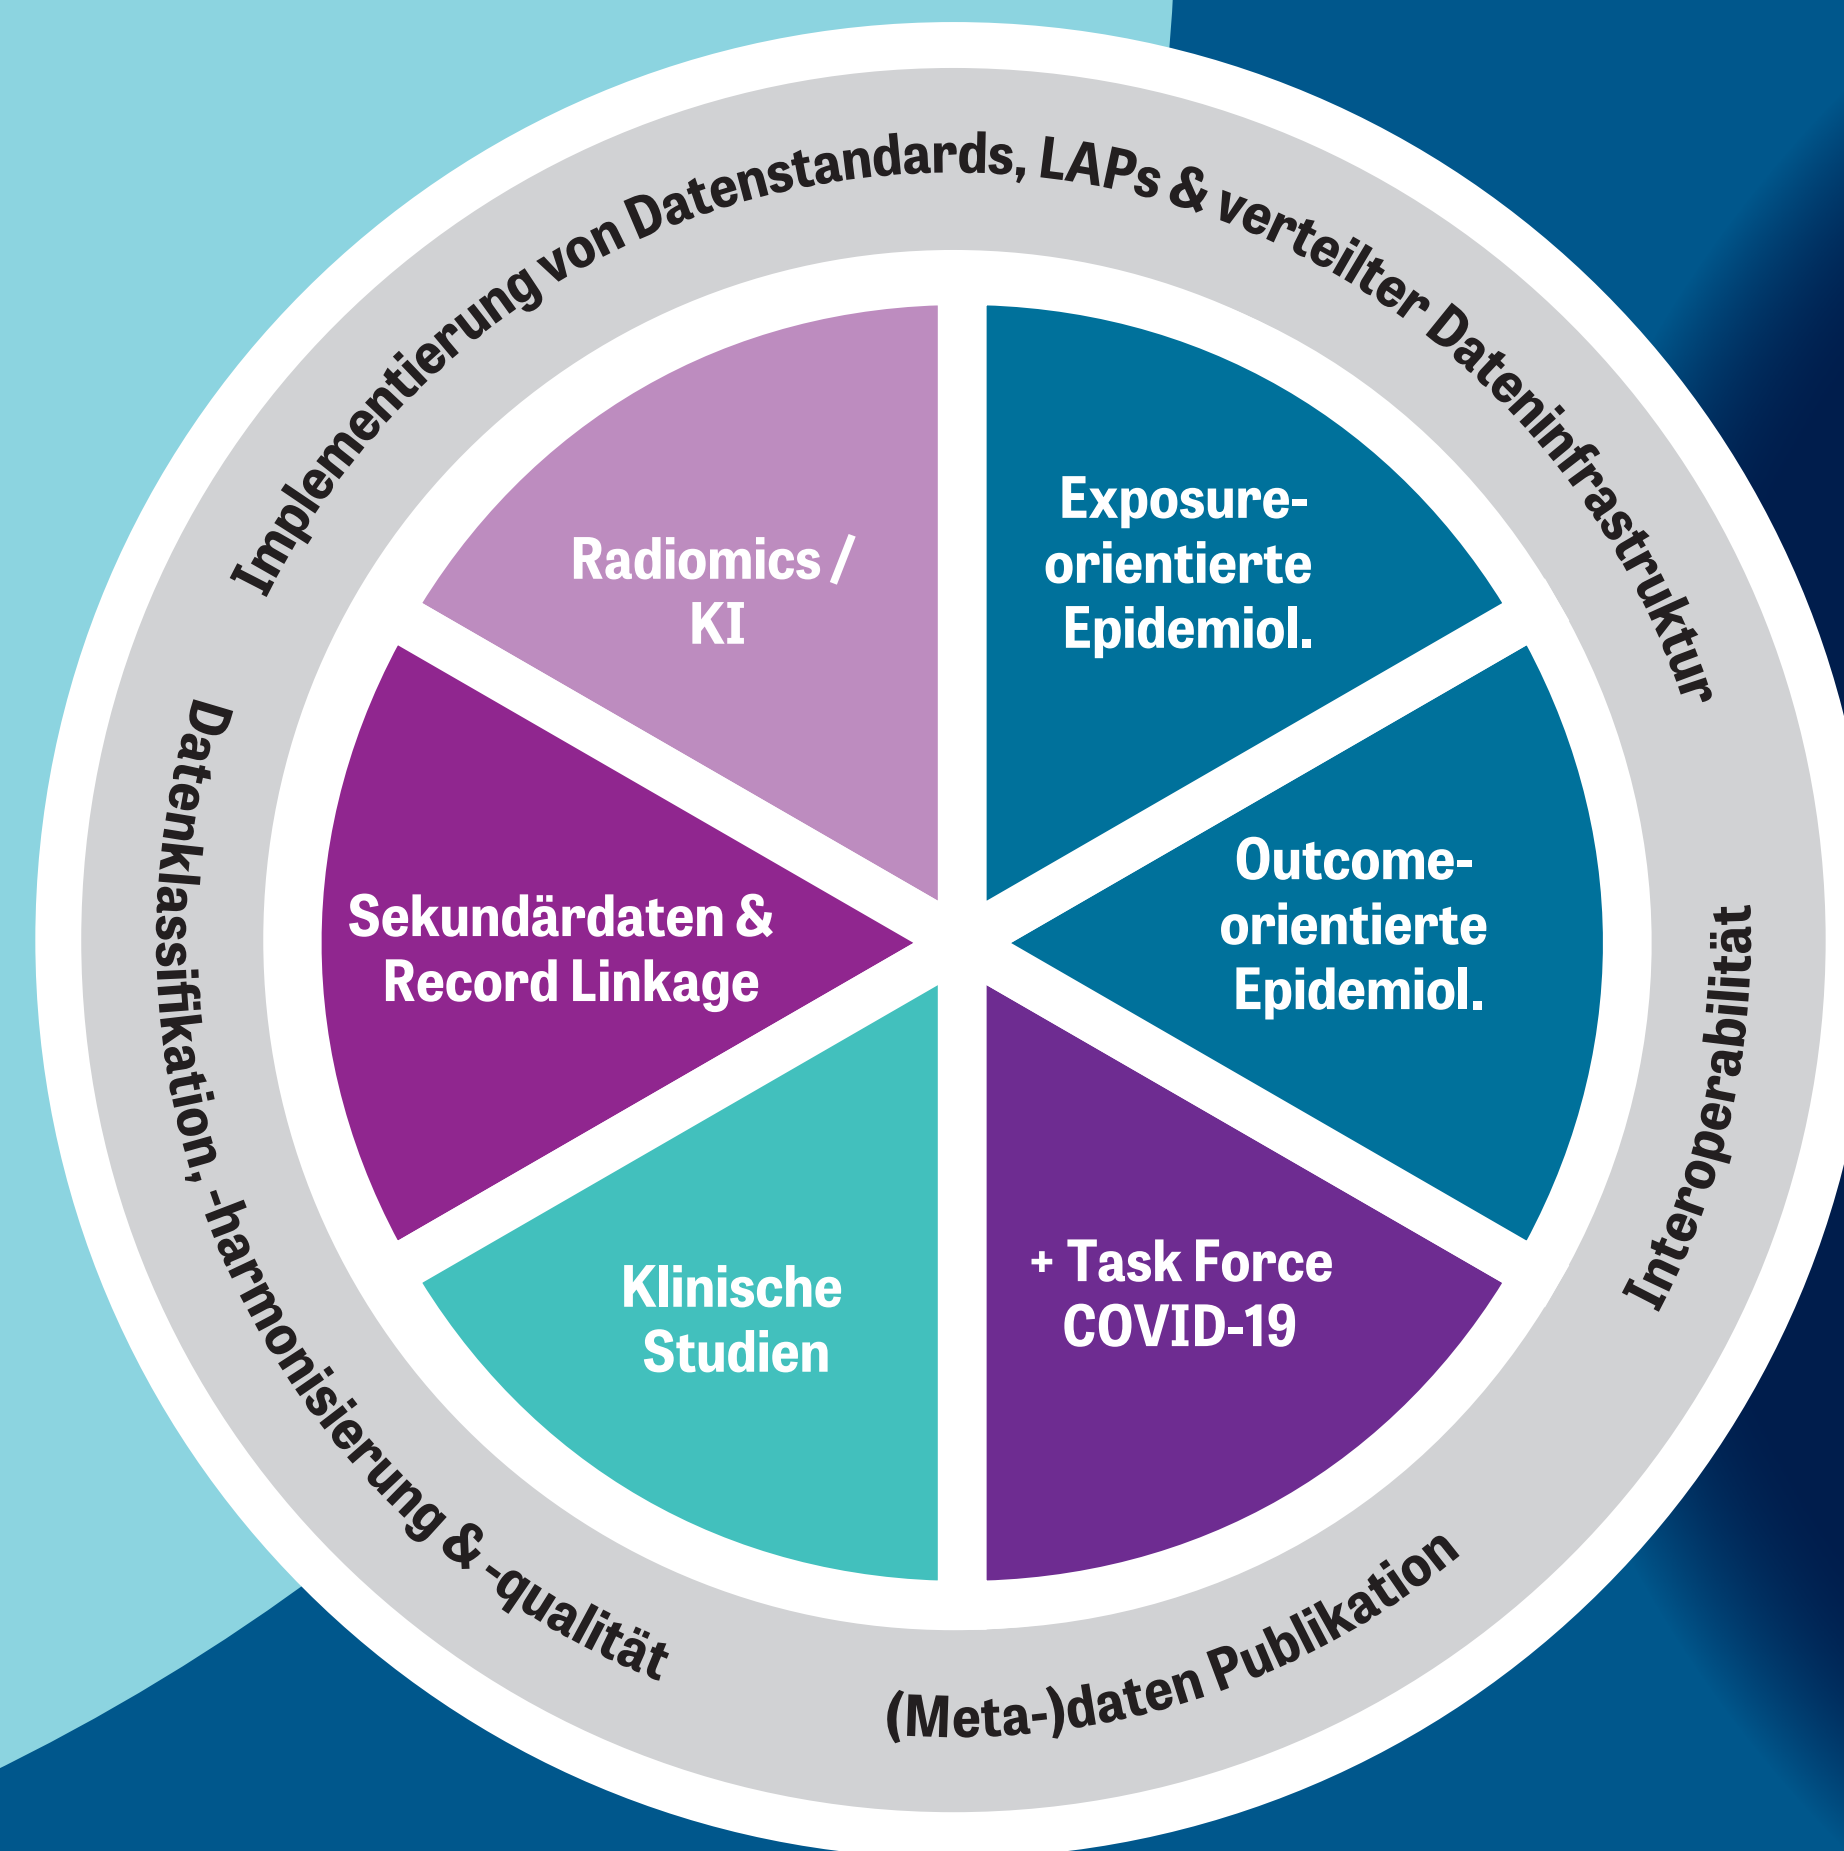 Implementierung von Datenstandards, LAPs & verteilter Dateninfrastruktur
Radiomics /
KI
Exposure-
orientierte
Epidemiol.
Sekundärdaten &
Record Linkage
Outcome-
orientierte
Epidemiol.
Klinische
Studien
+ Task Force
COVID-19
Datenklassifikation, -harmonisierung & -qualität
Interoperabilität
(Meta-)daten Publikation